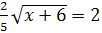 2/5 √(x + 6) = 2